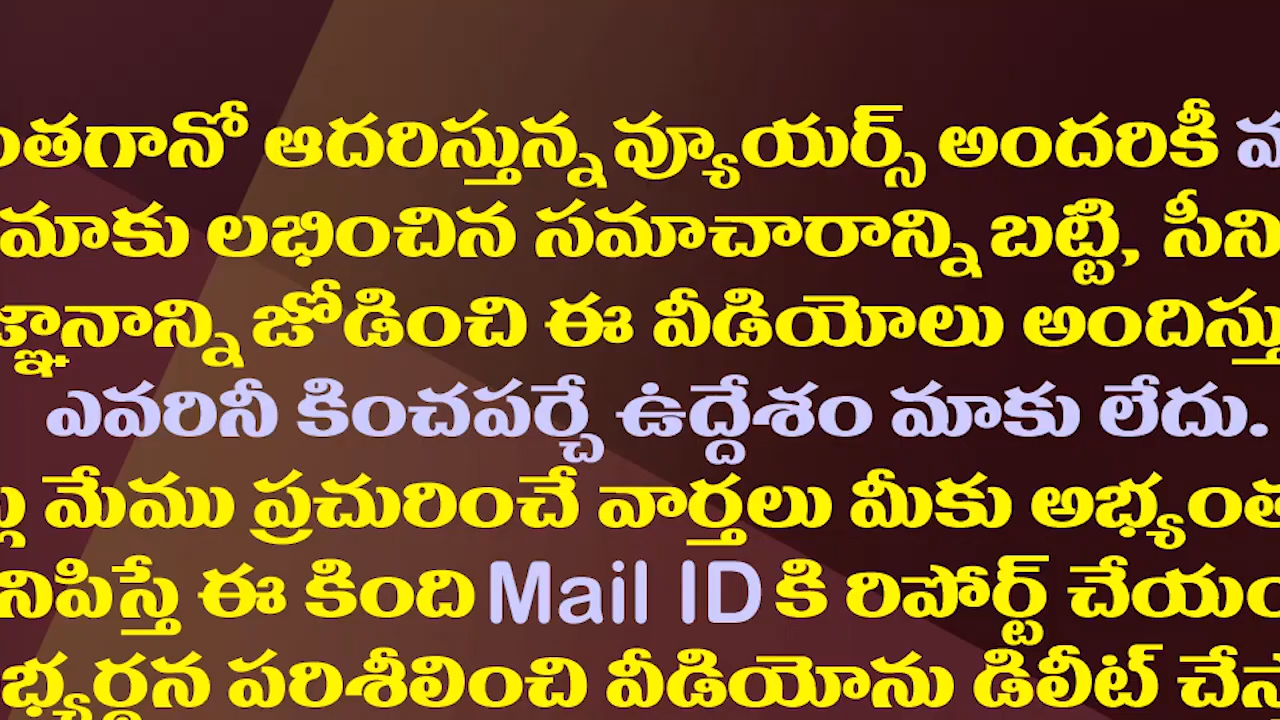 ఆదరిస్తున్న వ్యూయర్స్ అందరికీ
మాకు లభించిన సమాచారాన్ని బట్టి,
జోడించి ఈ వీడియోలు
ఎవరినీ కించపర్చే ఉద్దేశం మాకు లేదు.
మేము ప్రచురించే వార్తలు మీకు
ఈ కింది Mail ID కి రిపోర్ట్
పరిశీలించి వీడియోను డిలీట్